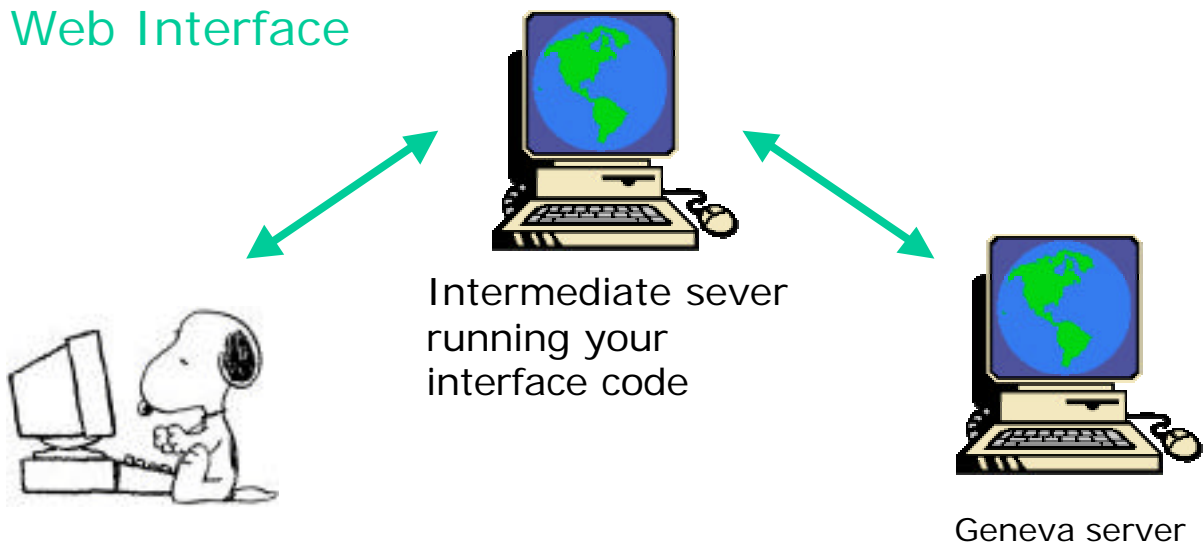 Web Interface
Intermediate sever
running your
interface code
Geneva server